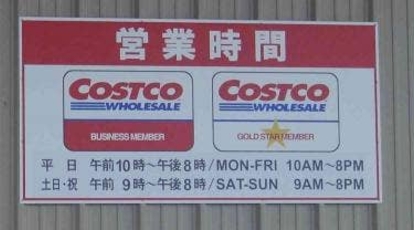 営業時間
COSTCO
WHOLESALE
BUSINESS MEMBER
COSTCO
WHOLESALE
GOLD STAR MEMBER
平 日 午前10時〜午後8時/MON-FRI 10AM〜8PM
土日・祝 午前 9時〜午後8時/SAT-SUN 9AM〜8PM